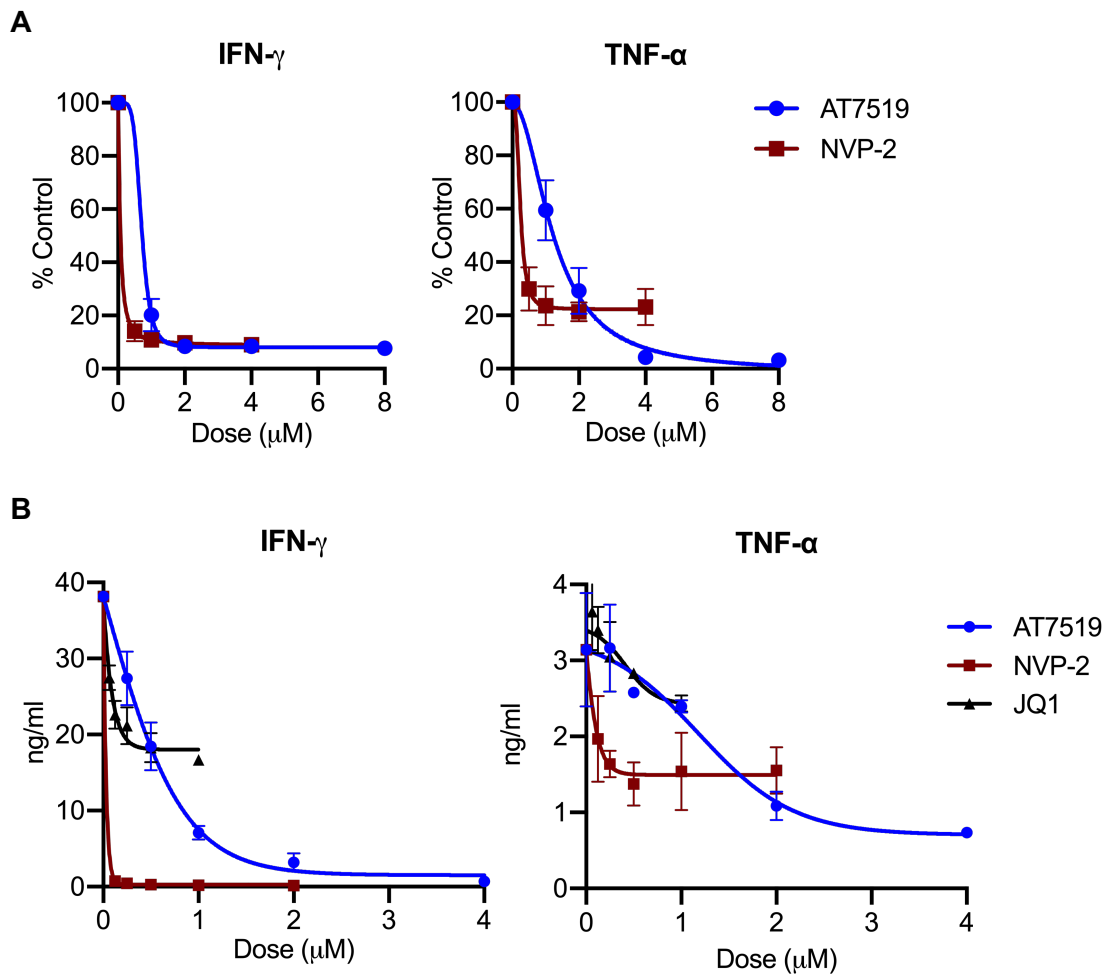 A
IFN-γ
TNF-α
100
80
60
40
20
0
% Control
0 2 4 6 8
Dose (μM)
100
80
60
40
20
0
% Control
0 2 4 6 8
Dose (μM)
AT7519
NVP-2
B
IFN-γ
TNF-α
40
30
20
10
0
ng/ml
0 1 2 3 4
Dose (μM)
4
3
2
1
0
ng/ml
0 1 2 3 4
Dose (μM)
AT7519
NVP-2
JQ1